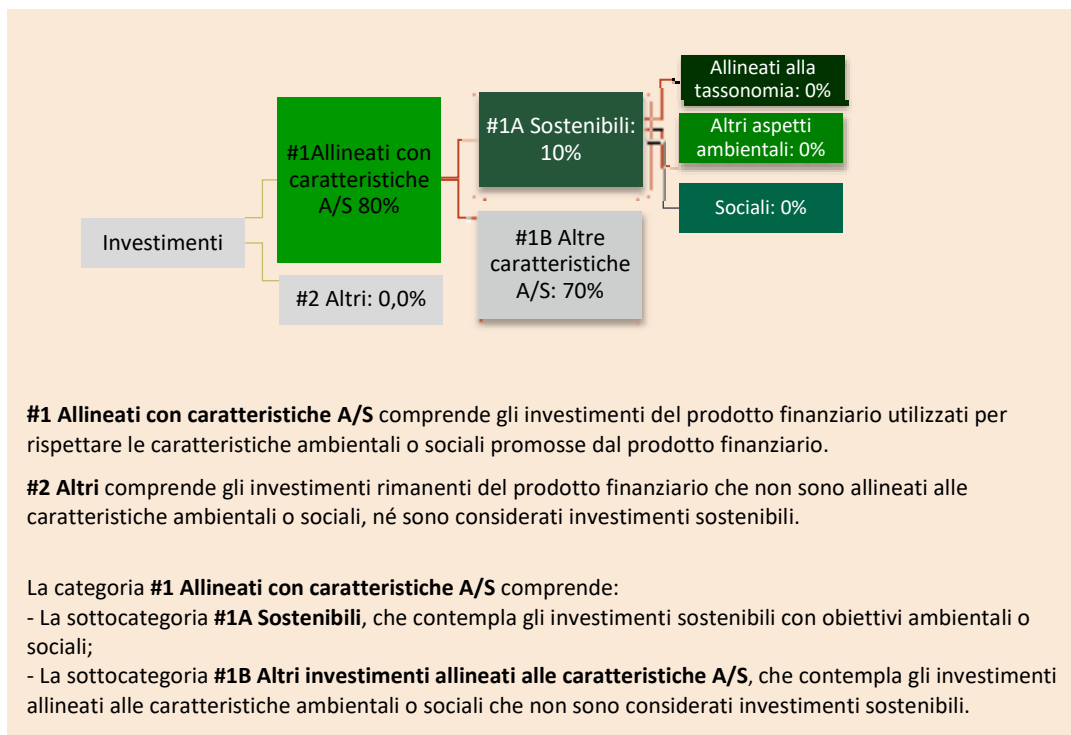 Allineati alla
tassonomia: 0%
#1A Sostenibili:
10%
Altri aspetti
ambientali: 0%
#1Allineati con
caratteristiche
A/S 80%
Sociali: 0%
Investimenti
#1B Altre
caratteristiche
A/S: 70%
#2 Altri: 0,0%
#1 Allineati con caratteristiche A/S comprende gli investimenti del prodotto finanziario utilizzati per
rispettare le caratteristiche ambientali o sociali promosse dal prodotto finanziario.
#2 Altri comprende gli investimenti rimanenti del prodotto finanziario che non sono allineati alle
caratteristiche ambientali o sociali, né sono considerati investimenti sostenibili.
La categoria #1 Allineati con caratteristiche A/S comprende:
- La sottocategoria #1A Sostenibili, che contempla gli investimenti sostenibili con obiettivi ambientali o
sociali;
- La sottocategoria #1B Altri investimenti allineati alle caratteristiche A/S, che contempla gli investimenti
allineati alle caratteristiche ambientali o sociali che non sono considerati investimenti sostenibili.